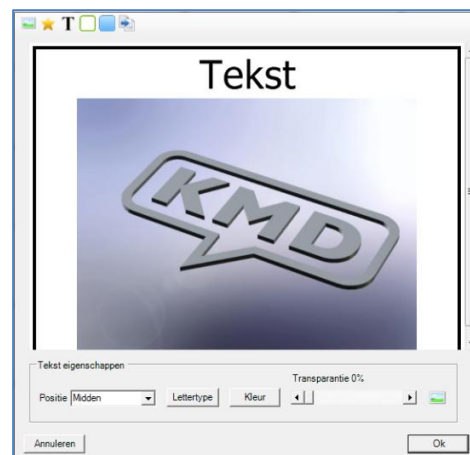 T
Tekst
KMD
Tekst eigenschappen
Transparantie 0%
Positie Midden Lettertype Kleur
Annuleren Ok